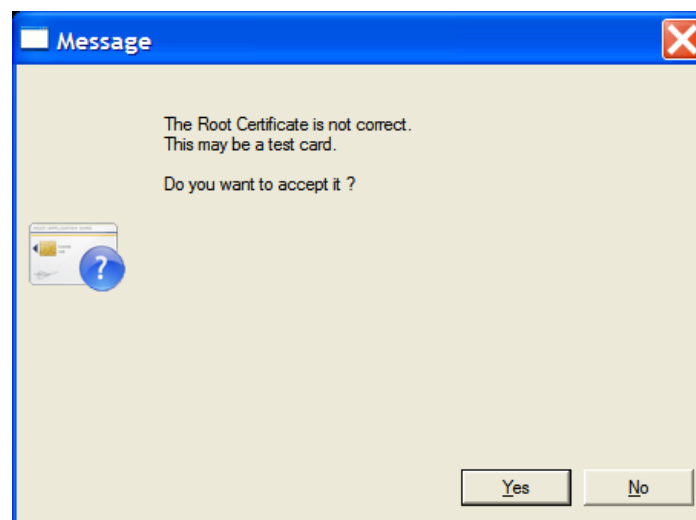 Message
The Root Certificate is not correct.
This may be a test card.
Do you want to accept it ?
Yes
No